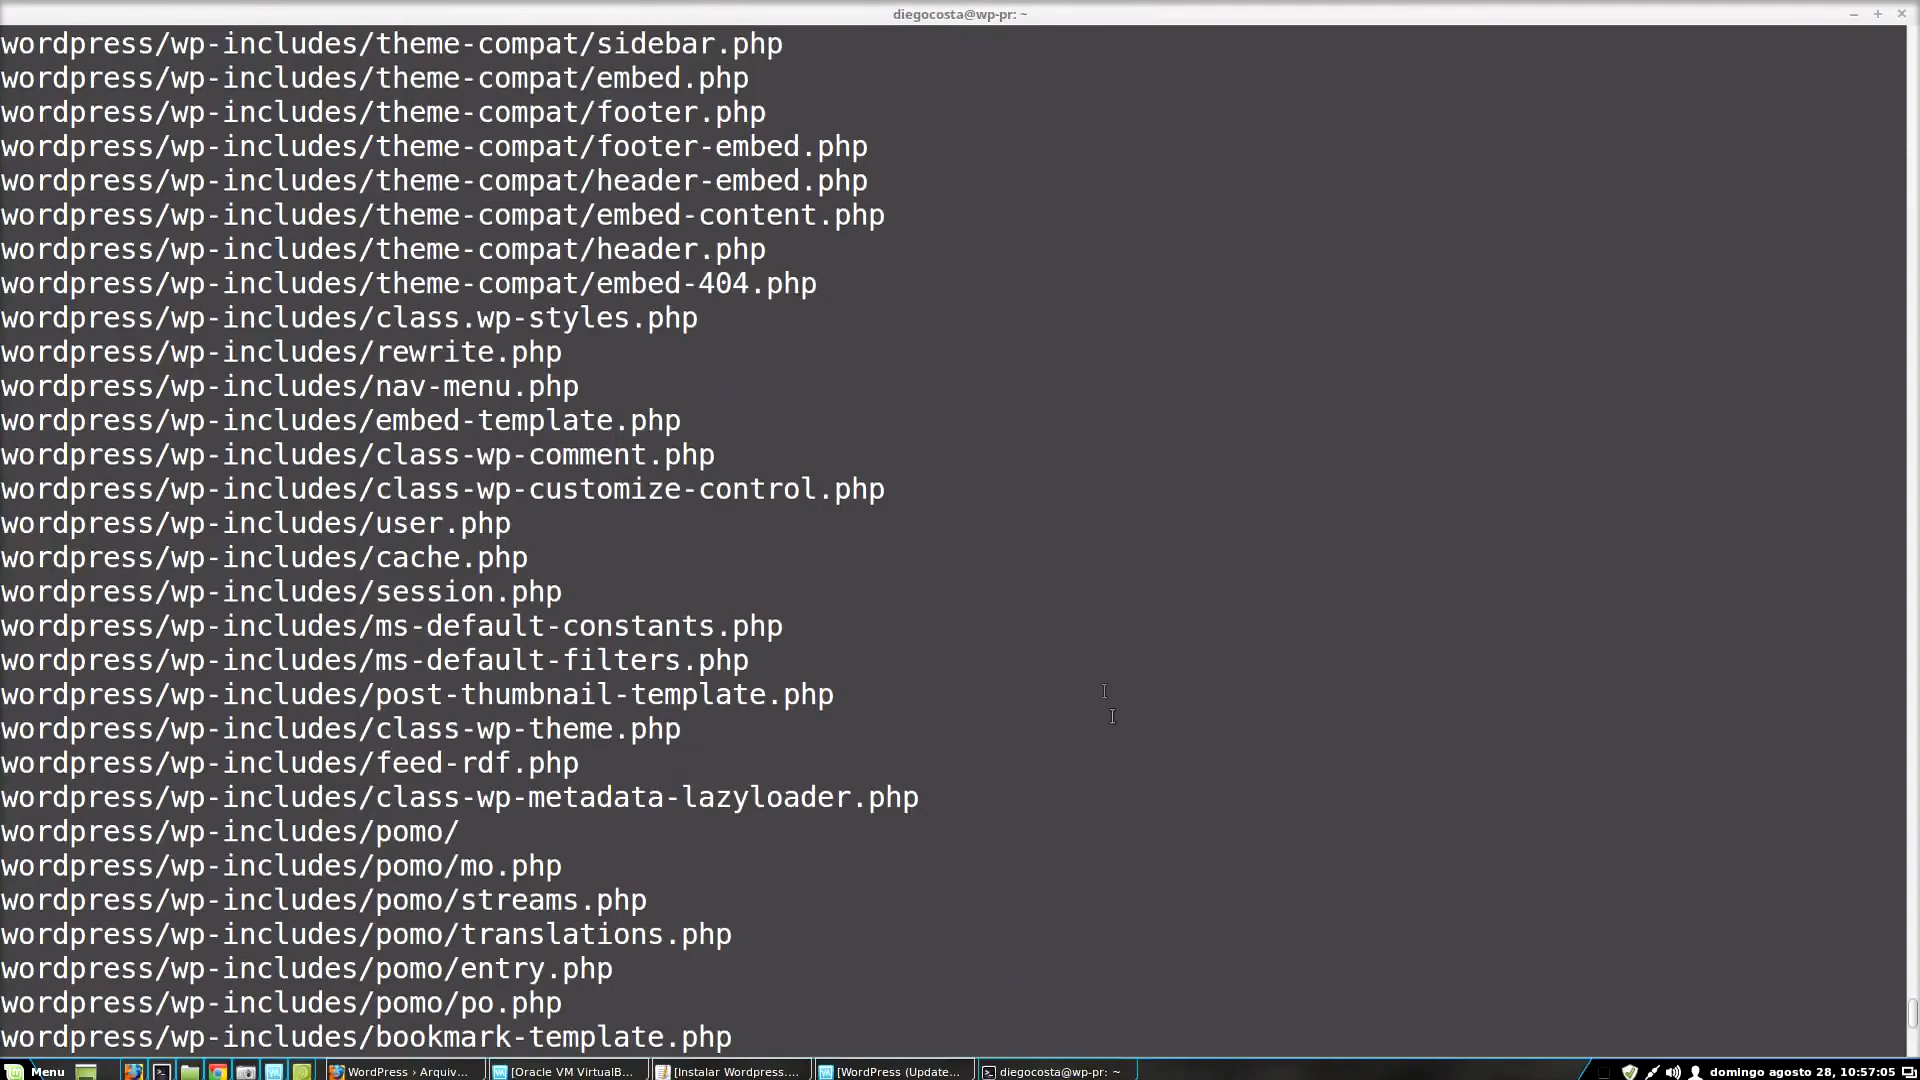 diegocosta@wp-pr: ~
wordpress/wp-includes/theme-compat/sidebar.php
wordpress/wp-includes/theme-compat/embed.php
wordpress/wp-includes/theme-compat/footer.php
wordpress/wp-includes/theme-compat/footer-embed.php
wordpress/wp-includes/theme-compat/header-embed.php
wordpress/wp-includes/theme-compat/embed-content.php
wordpress/wp-includes/theme-compat/header.php
wordpress/wp-includes/theme-compat/embed-404.php
wordpress/wp-includes/class.wp-styles.php
wordpress/wp-includes/rewrite.php
wordpress/wp-includes/nav-menu.php
wordpress/wp-includes/embed-template.php
wordpress/wp-includes/class-wp-comment.php
wordpress/wp-includes/class-wp-customize-control.php
wordpress/wp-includes/user.php
wordpress/wp-includes/cache.php
wordpress/wp-includes/session.php
wordpress/wp-includes/ms-default-constants.php
wordpress/wp-includes/ms-default-filters.php
wordpress/wp-includes/post-thumbnail-template.php
wordpress/wp-includes/class-wp-theme.php
wordpress/wp-includes/feed-rdf.php
wordpress/wp-includes/class-wp-metadata-lazyloader.php
wordpress/wp-includes/pomo/
wordpress/wp-includes/pomo/mo.php
wordpress/wp-includes/pomo/streams.php
wordpress/wp-includes/pomo/translations.php
wordpress/wp-includes/pomo/entry.php
wordpress/wp-includes/pomo/po.php
wordpress/wp-includes/bookmark-template.php
Menu WordPress › Arquiv... [Oracle VM VirtualB... [Instalar Wordpress.... [WordPress (Update... diegocosta@wp-pr: ~ domingo agosto 28, 10:57:05